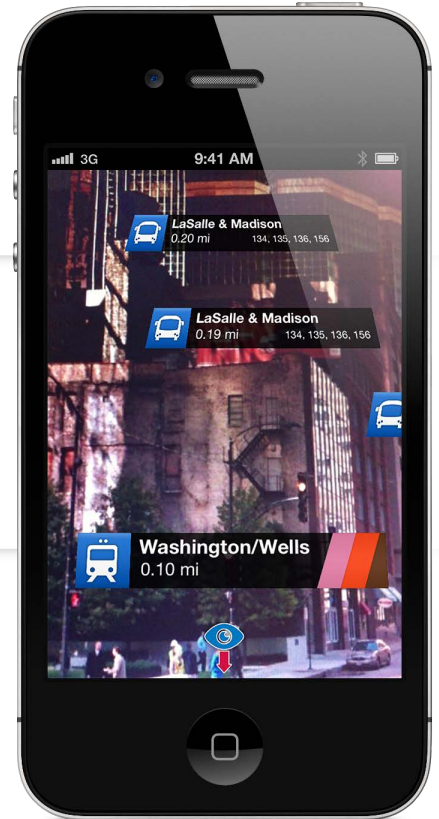 3G 9:41 AM
LaSalle & Madison
0.20 mi 134, 135, 136, 156
LaSalle & Madison
0.19 mi 134, 135, 136, 156
Washington/Wells
0.10 mi